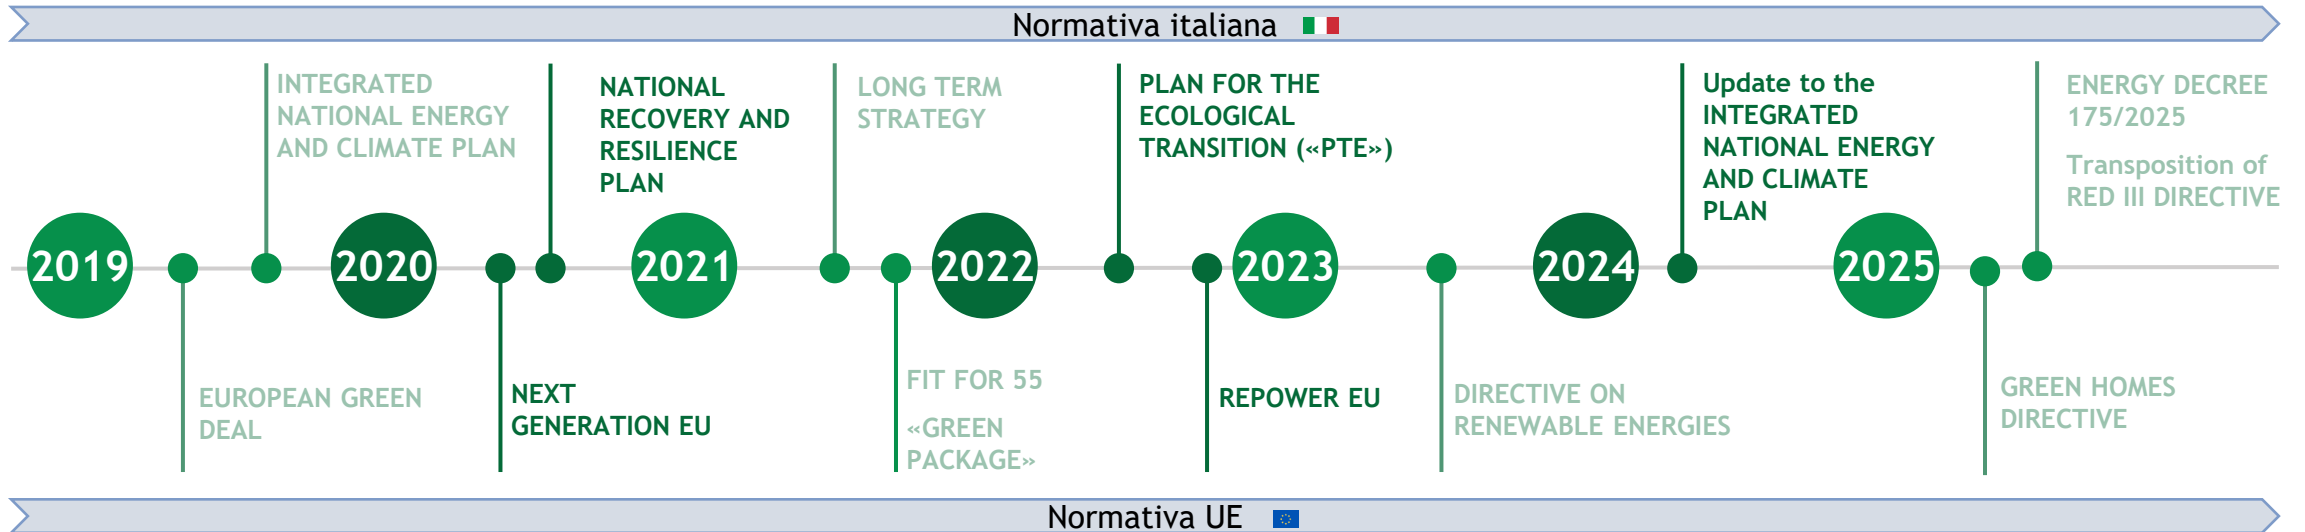 Normativa italiana
INTEGRATED
NATIONAL ENERGY
AND CLIMATE PLAN
NATIONAL
RECOVERY AND
RESILIENCE
PLAN
LONG TERM
STRATEGY
PLAN FOR THE
ECOLOGICAL
TRANSITION («PTE»)
Update to the
INTEGRATED
NATIONAL ENERGY
AND CLIMATE
PLAN
ENERGY DECREE
175/2025
Transposition of
RED III DIRECTIVE
2019
2020
2021
2022
2023
2024
2025
EUROPEAN GREEN
DEAL
NEXT
GENERATION EU
FIT FOR 55
«GREEN
PACKAGE»
REPOWER EU
DIRECTIVE ON
RENEWABLE ENERGIES
GREEN HOMES
DIRECTIVE
Normativa UE